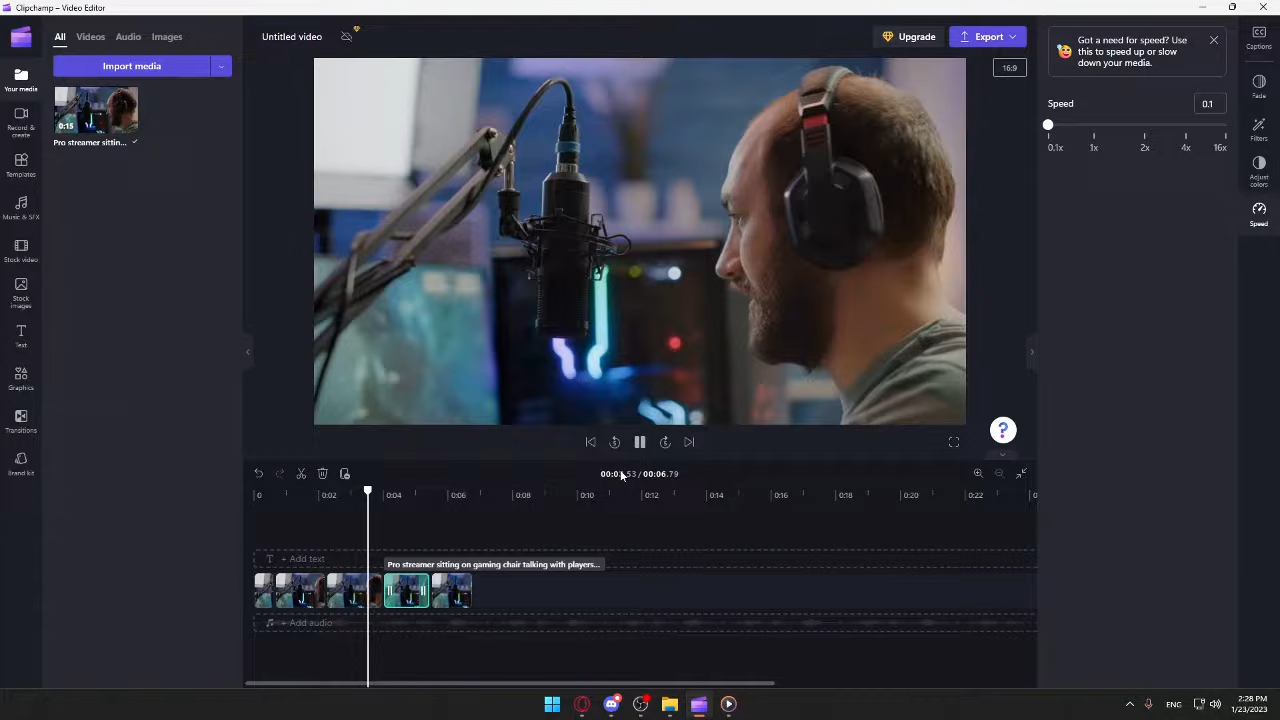 Clipchamp – Video Editor
All
Videos
Audio
Images
Import media
0:15
Pro streamer sittin...
Your media
Record &
create
Templates
Music & SFX
Stock video
Stock
images
Text
Graphics
Transitions
Brand kit
Untitled video
Upgrade
Export
16:9
Got a need for speed? Use
this to speed up or slow
down your media.
Speed
0.1
0.1x
1x
2x
4x
16x
Captions
Fade
Filters
Adjust
colors
Speed
5
5
?
.53 / 00:06.79
0
0:02
0:04
0:06
0:08
0:10
0:12
0:14
0:16
0:18
0:20
0:22
T + Add text
Pro streamer sitting on gaming chair talking with players...
+ Add audio
ENG
2:28 PM
1/23/2023